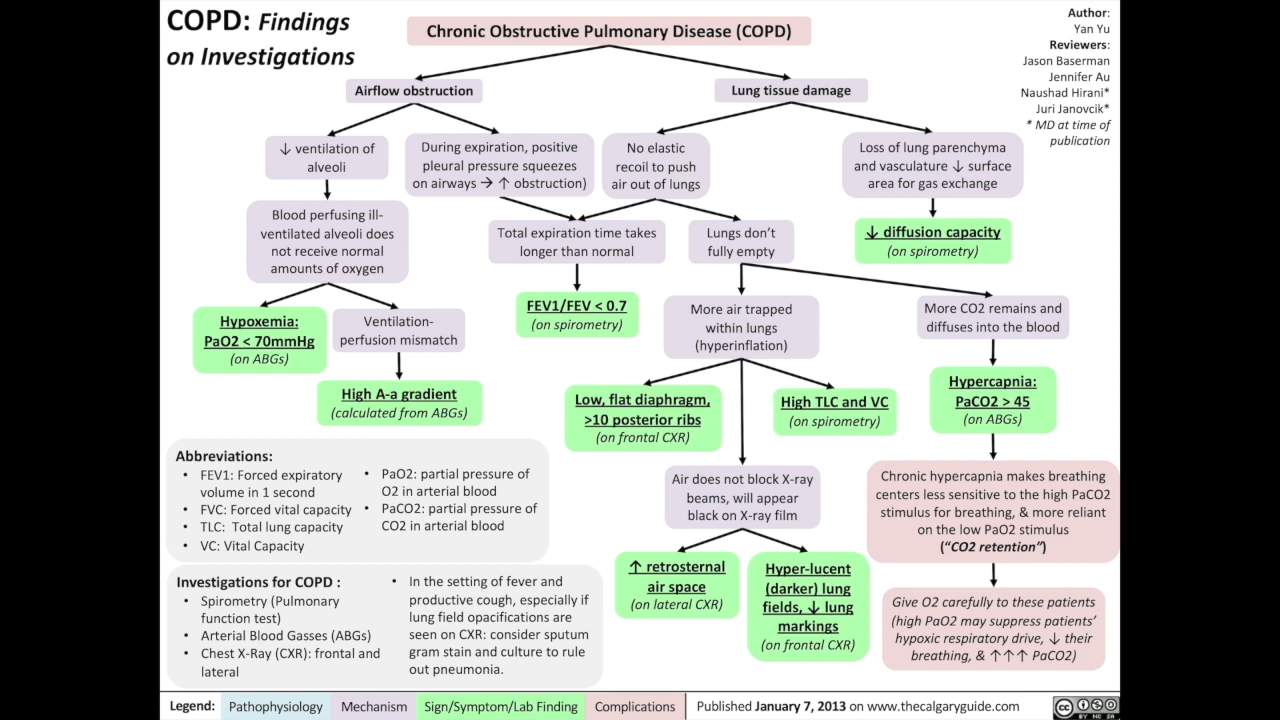 COPD: Findings
on Investigations
Chronic Obstructive Pulmonary Disease (COPD)
Author:
Yan Yu
Reviewers:
Jason Baserman
Jennifer Au
Naushad Hirani*
Juri Janovcik*
* MD at time of
publication
Airflow obstruction
Lung tissue damage
↓ ventilation of
alveoli
During expiration, positive
pleural pressure squeezes
on airways → ↑ obstruction)
No elastic
recoil to push
air out of lungs
Loss of lung parenchyma
and vasculature ↓ surface
area for gas exchange
Blood perfusing ill-
ventilated alveoli does
not receive normal
amounts of oxygen
Total expiration time takes
longer than normal
Lungs don't
fully empty
↓ diffusion capacity
(on spirometry)
Hypoxemia:
PaO2 < 70mmHg
(on ABGs)
Ventilation-
perfusion mismatch
FEV1/FEV < 0.7
(on spirometry)
More air trapped
within lungs
(hyperinflation)
More CO2 remains and
diffuses into the blood
High A-a gradient
(calculated from ABGs)
Low, flat diaphragm,
>10 posterior ribs
(on frontal CXR)
High TLC and VC
(on spirometry)
Hypercapnia:
PaCO2 > 45
(on ABGs)
Abbreviations:
• FEV1: Forced expiratory
volume in 1 second
• FVC: Forced vital capacity
• TLC: Total lung capacity
• VC: Vital Capacity
• PaO2: partial pressure of
O2 in arterial blood
• PaCO2: partial pressure of
CO2 in arterial blood
Air does not block X-ray
beams, will appear
black on X-ray film
Chronic hypercapnia makes breathing
centers less sensitive to the high PaCO2
stimulus for breathing, & more reliant
on the low PaO2 stimulus
("CO2 retention")
↑ retrosternal
air space
(on lateral CXR)
Hyper-lucent
(darker) lung
fields, ↓ lung
markings
(on frontal CXR)
Give O2 carefully to these patients
(high PaO2 may suppress patients'
hypoxic respiratory drive, ↓ their
breathing, & ↑↑↑ PaCO2)
Investigations for COPD :
• Spirometry (Pulmonary
function test)
• Arterial Blood Gasses (ABGs)
• Chest X-Ray (CXR): frontal and
lateral
• In the setting of fever and
productive cough, especially if
lung field opacifications are
seen on CXR: consider sputum
gram stain and culture to rule
out pneumonia.
Legend: Pathophysiology Mechanism Sign/Symptom/Lab Finding Complications Published January 7, 2013 on www.thecalgaryguide.com
cc BY NC SA